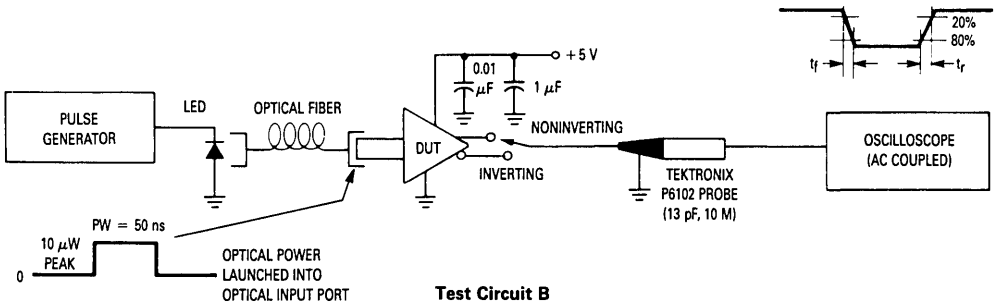 20%
80%
tf
tr
+5 V
0.01
μF
1 μF
PULSE
GENERATOR
LED
OPTICAL FIBER
DUT
NONINVERTING
INVERTING
TEKTRONIX
P6102 PROBE
(13 pF, 10 M)
OSCILLOSCOPE
(AC COUPLED)
PW = 50 ns
10 μW
PEAK
0
OPTICAL POWER
LAUNCHED INTO
OPTICAL INPUT PORT
Test Circuit B